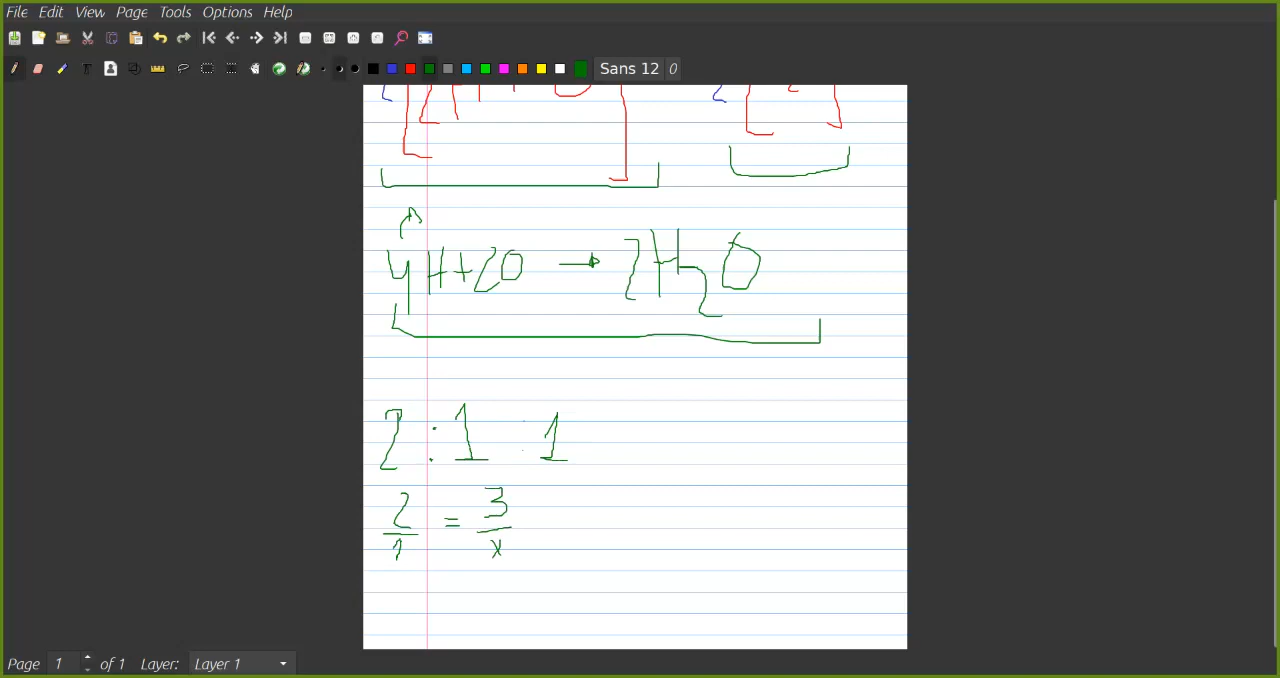 File Edit View Page Tools Options Help
Sans 12 0
4H+2O → 2H₂O
2 : 1 : 1
2/1 = 3/x
Page 1 of 1 Layer: Layer 1